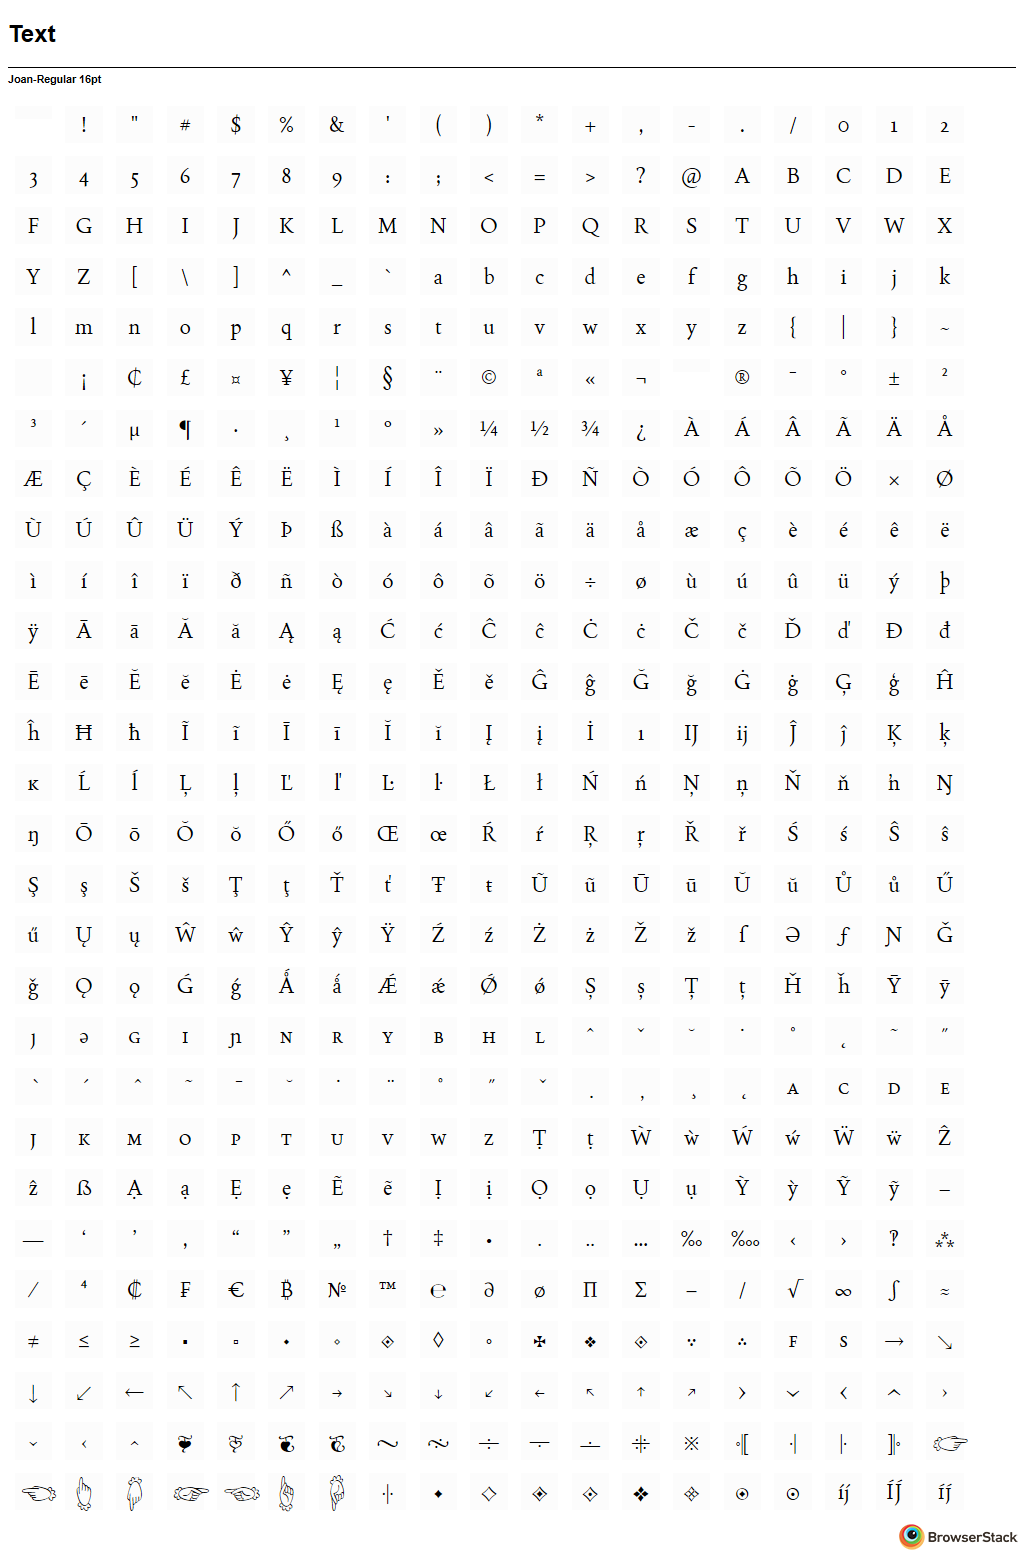 Text
Joan-Regular 16pt
! " # $ % & ' ( ) * + , - . / 0 1 2
3 4 5 6 7 8 9 : ; < = > ? @ A B C D E
F G H I J K L M N O P Q R S T U V W X
Y Z [ \ ] ^ _ ` a b c d e f g h i j k
l m n o p q r s t u v w x y z { | } ~
¡ ₵ £ ¤ ¥ ¦ § ¨ © ª « ¬ ® ¯ ° ± ²
³ ´ µ ¶ · ¸ ¹ º » ¼ ½ ¾ ¿ À Á Â Ã Ä Å
Æ Ç È É Ê Ë Ì Í Î Ï Ð Ñ Ò Ó Ô Õ Ö × Ø
Ù Ú Û Ü Ý Þ ß à á â ã ä å æ ç è é ê ë
ì í î ï ð ñ ò ó ô õ ö ÷ ø ù ú û ü ý þ
ÿ Ā ā Ă ă Ą ą Ć ć Ĉ ĉ Ċ ċ Č č Ď ď Đ đ
Ē ē Ĕ ĕ Ė ė Ę ę Ě ě Ĝ ĝ Ğ ğ Ġ ġ Ģ ģ Ĥ
ĥ Ħ ħ Ĩ ĩ Ī ī Ĭ ĭ Į į İ ı Ĳ ĳ Ĵ ĵ Ķ ķ
ĸ Ĺ ĺ Ļ ļ Ľ ľ Ŀ ŀ Ł ł Ń ń Ņ ņ Ň ň ŉ Ŋ
ŋ Ō ō Ŏ ŏ Ő ő Œ œ Ŕ ŕ Ŗ ŗ Ř ř Ś ś Ŝ ŝ
Ş ş Š š Ţ ţ Ť ť Ŧ ŧ Ũ ũ Ū ū Ŭ ŭ Ů ů Ű
ű Ų ų Ŵ ŵ Ŷ ŷ Ÿ Ź ź Ż ż Ž ž ſ Ə ƒ Ɲ Ǧ
ǧ Ǫ ǫ Ǵ ǵ Ǻ ǻ Ǽ ǽ Ǿ ǿ Ș ș Ț ț Ȟ ȟ Ȳ ȳ
ȷ ə ɢ ɪ ɲ ɴ ʀ ʏ ʙ ʜ ʟ ˆ ˇ ˘ ˙ ˚ ˛ ˜ ˝
̀ ́ ̂ ̃ ̄ ̆ ̇ ̈ ̊ ̋ ̌ ̣ ̦ ̧ ̨ ᴀ ᴄ ᴅ ᴇ
ᴊ ᴋ ᴍ ᴏ ᴘ ᴛ ᴜ ᴠ ᴡ ᴢ Ṭ ṭ Ẁ ẁ Ẃ ẃ Ẅ ẅ Ẑ
ẑ ẞ Ạ ạ Ẹ ẹ Ẽ ẽ Ị ị Ọ ọ Ụ ụ Ỳ ỳ Ỹ ỹ –
— ‘ ’ ‚ “ ” „ † ‡ • . .. … ‰ ‱ ‹ › ‽ ⁂
⁄ ⁴ ₵ ₣ € ₿ № ™ ℮ ∂ ø ∏ ∑ − ∕ √ ∞ ∫ ≈
≠ ≤ ≥ ▪ ▫ ⬩ ⋄ ◈ ◊ ◦ ✠ ❖ ◈ ∵ ∴ ꜰ ꜱ → ↘
↓ ↙ ← ↖ ↑ ↗ → ↘ ↓ ↙ ← ↖ ↑ ↗ › ⌄ ‹ ⌃ ›
⌄ ‹ ⌃ ❦ ❦ ❧ ❧ ※ ☞
☜ ☝ ☟ ☞ ☜ ☝ ☟ ⬥ ◇ ◈ ◈ ❖ ☉ ☉ íj́ ÍJ́ íj́
BrowserStack